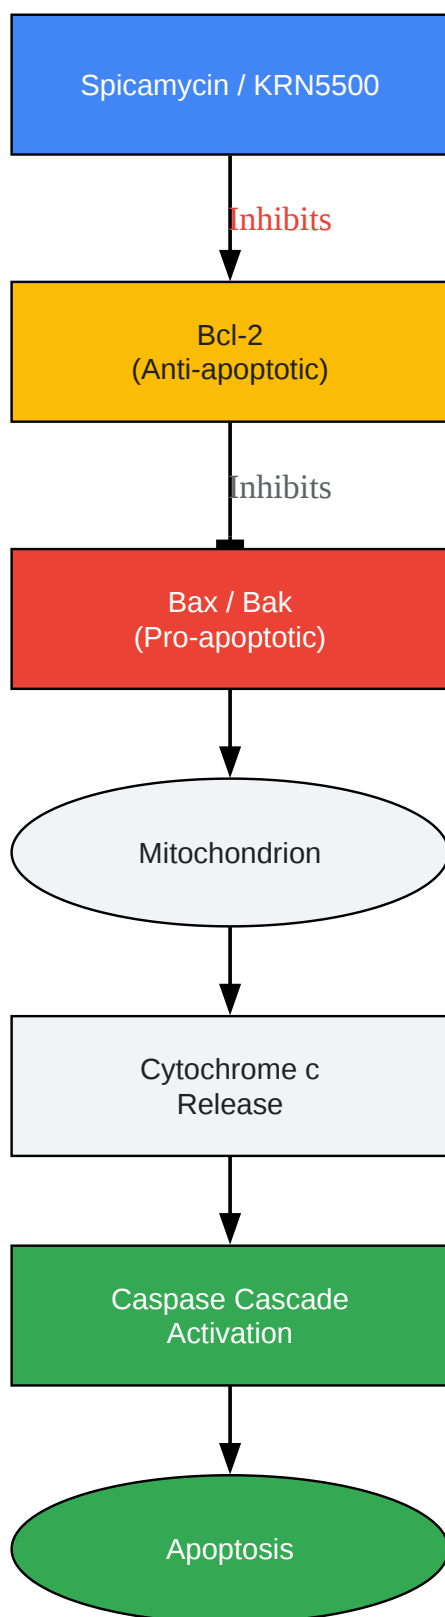 Spicamycin / KRN5500
Inhibits
Bcl-2
(Anti-apoptotic)
Inhibits
Bax / Bak
(Pro-apoptotic)
Mitochondrion
Cytochrome c
Release
Caspase Cascade
Activation
Apoptosis